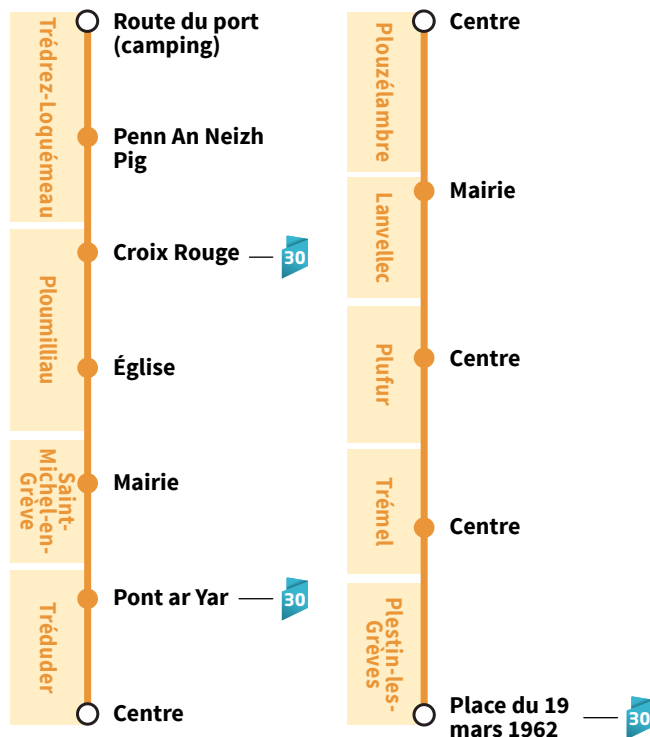 Trédrez-Loquémeau
Route du port
(camping)
Penn An Neizh
Pig
Ploumilliau
Croix Rouge
30
Église
Saint-
Michel-en-
Grève
Mairie
Tréduder
Pont ar Yar
30
Centre
Plouzélambre
Centre
Lanvellec
Mairie
Plufur
Centre
Trémel
Centre
Plestin-les-
Grèves
Place du 19
mars 1962
30